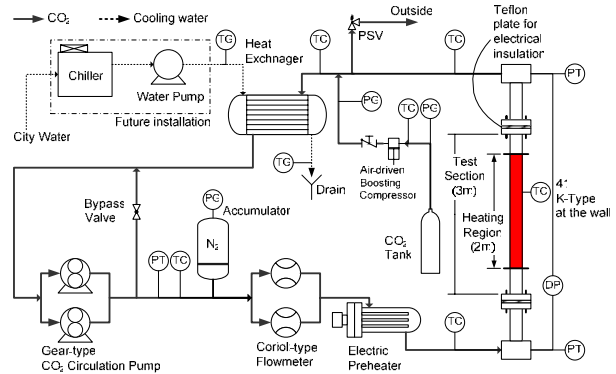 CO₂
Cooling water
Outside
PSV
Teflon
plate for
electrical
insulation
TG
Heat
Exchnager
TC
TC
Chiller
Water Pump
Future installation
City Water
PT
PG
TC
PG
TG
Drain
Air-driven
Boosting
Compressor
Test
Section
(3m)
TC
41
K-Type
at the wall
Heating
Region
(2m)
Bypass
Valve
PG
Accumulator
N₂
CO₂
Tank
PT
TC
DP
Gear-type
CO₂ Circulation Pump
Coriol-type
Flowmeter
Electric
Preheater
TC
PT